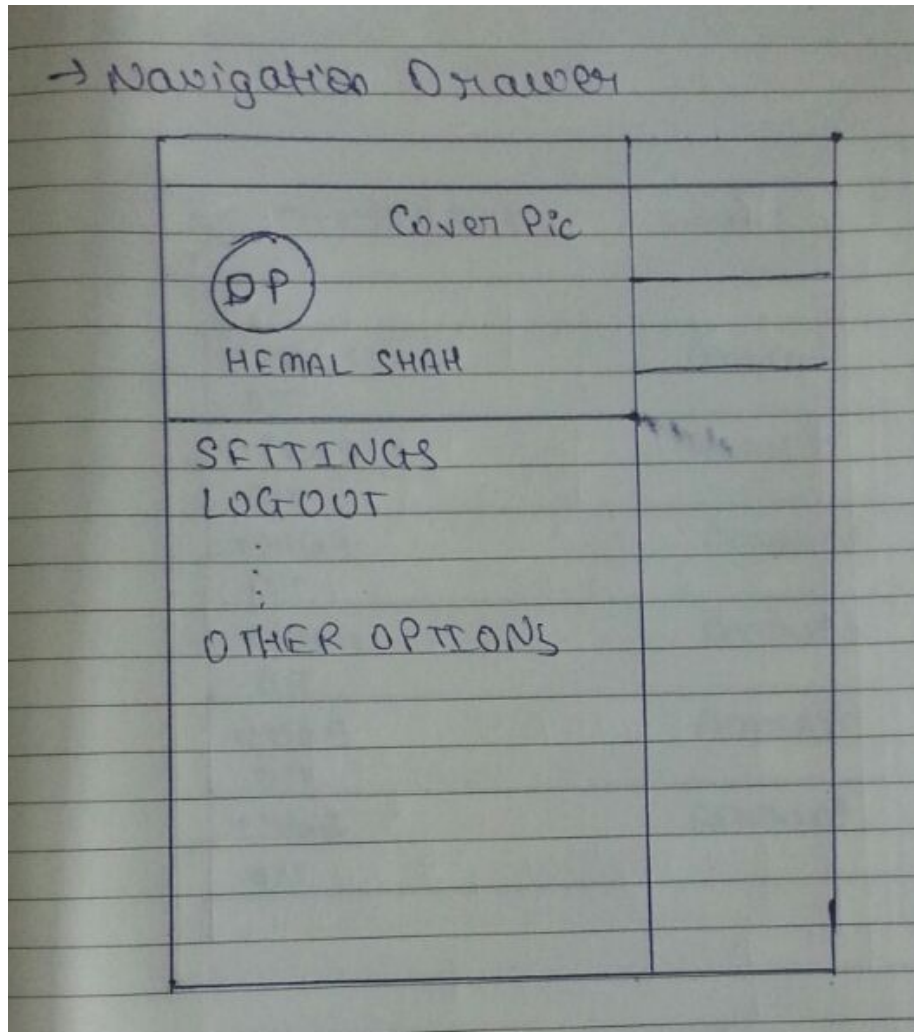 → Navigation Drawer
Cover Pic
DP
HEMAL SHAH
SETTINGS
LOGOUT
OTHER OPTIONS